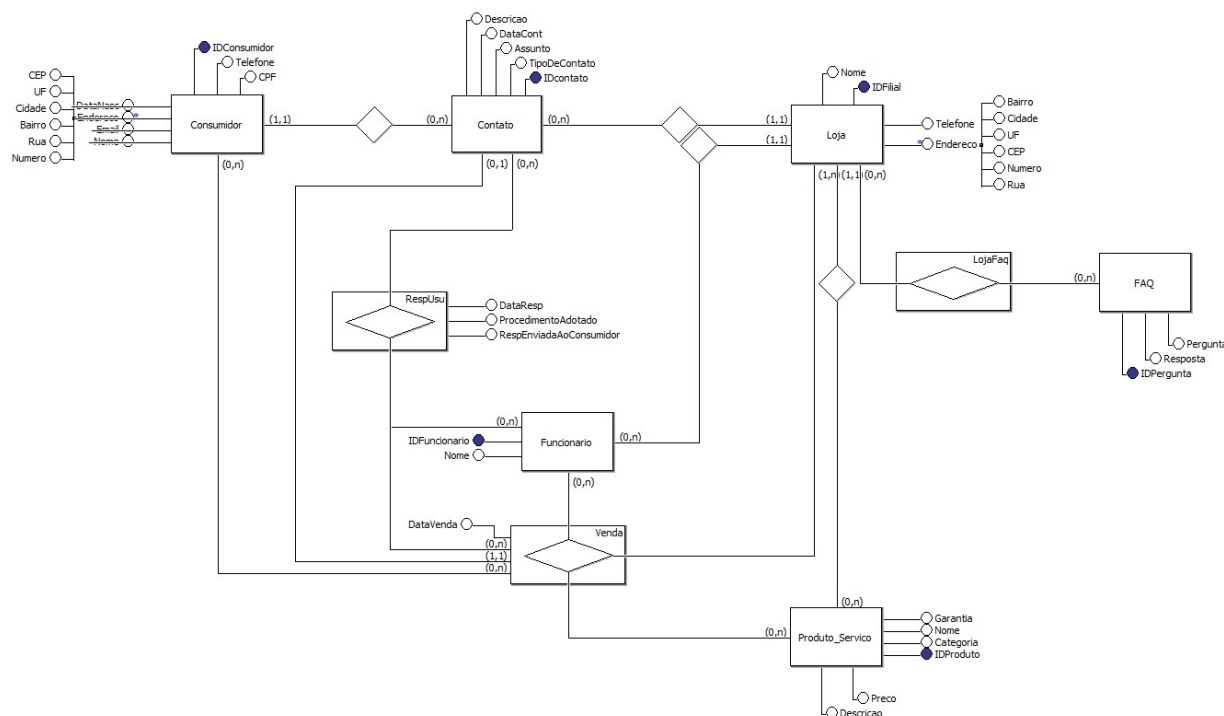 Descricao
DataCont
Assunto
TipoDeContato
IDcontato
IDConsumidor
Telefone
CPF
CEP
UF
Cidade
Bairro
Rua
Numero
DataNasc
Endereco
Email
Nome
Consumidor
(1,1)
(0,n)
Contato
(0,n)
(1,1)
(1,1)
Nome
IDFilial
Loja
Telefone
Endereco
Bairro
Cidade
UF
CEP
Numero
Rua
(0,n)
(0,1)
(0,n)
(1,n)
(1,1)
(0,n)
LojaFaq
(0,n)
FAQ
Pergunta
Resposta
IDPergunta
RespUsu
DataResp
ProcedimentoAdotado
RespEnviadaAoConsumidor
(0,n)
IDFuncionario
Nome
Funcionario
(0,n)
(0,n)
DataVenda
Venda
(0,n)
(1,1)
(0,n)
(0,n)
(0,n)
Produto_Servico
Garantia
Nome
Categoria
IDProduto
Preco
Descricao